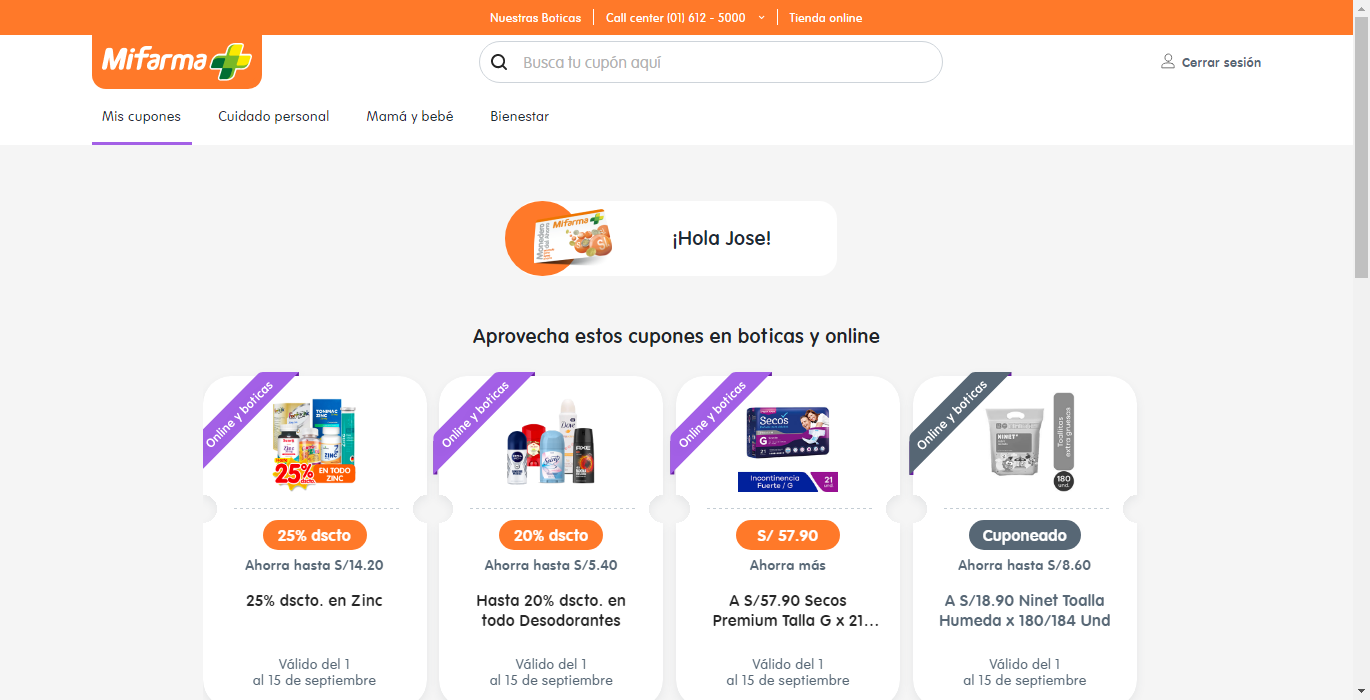 Nuestras Boticas
Call center (01) 612 - 5000
Tienda online
Mifarma
Busca tu cupón aquí
Cerrar sesión
Mis cupones
Cuidado personal
Mamá y bebé
Bienestar
Mifarma
Monedero
del Ahorro
¡Hola Jose!
Aprovecha estos cupones en boticas y online
Online y boticas
25%
EN TODO
ZINC
25% dscto
Ahorra hasta S/14.20
25% dscto. en Zinc
Válido del 1
al 15 de septiembre
Online y boticas
Dove
AXE
20% dscto
Ahorra hasta S/5.40
Hasta 20% dscto. en
todo Desodorantes
Válido del 1
al 15 de septiembre
Online y boticas
Secos
G
21
Incontinencia
Fuerte / G
21
und
S/ 57.90
Ahorra más
A S/57.90 Secos
Premium Talla G x 21...
Válido del 1
al 15 de septiembre
Online y boticas
NINET
Toallitas
extra gruesas
180
und.
Cuponeado
Ahorra hasta S/8.60
A S/18.90 Ninet Toalla
Humeda x 180/184 Und
Válido del 1
al 15 de septiembre